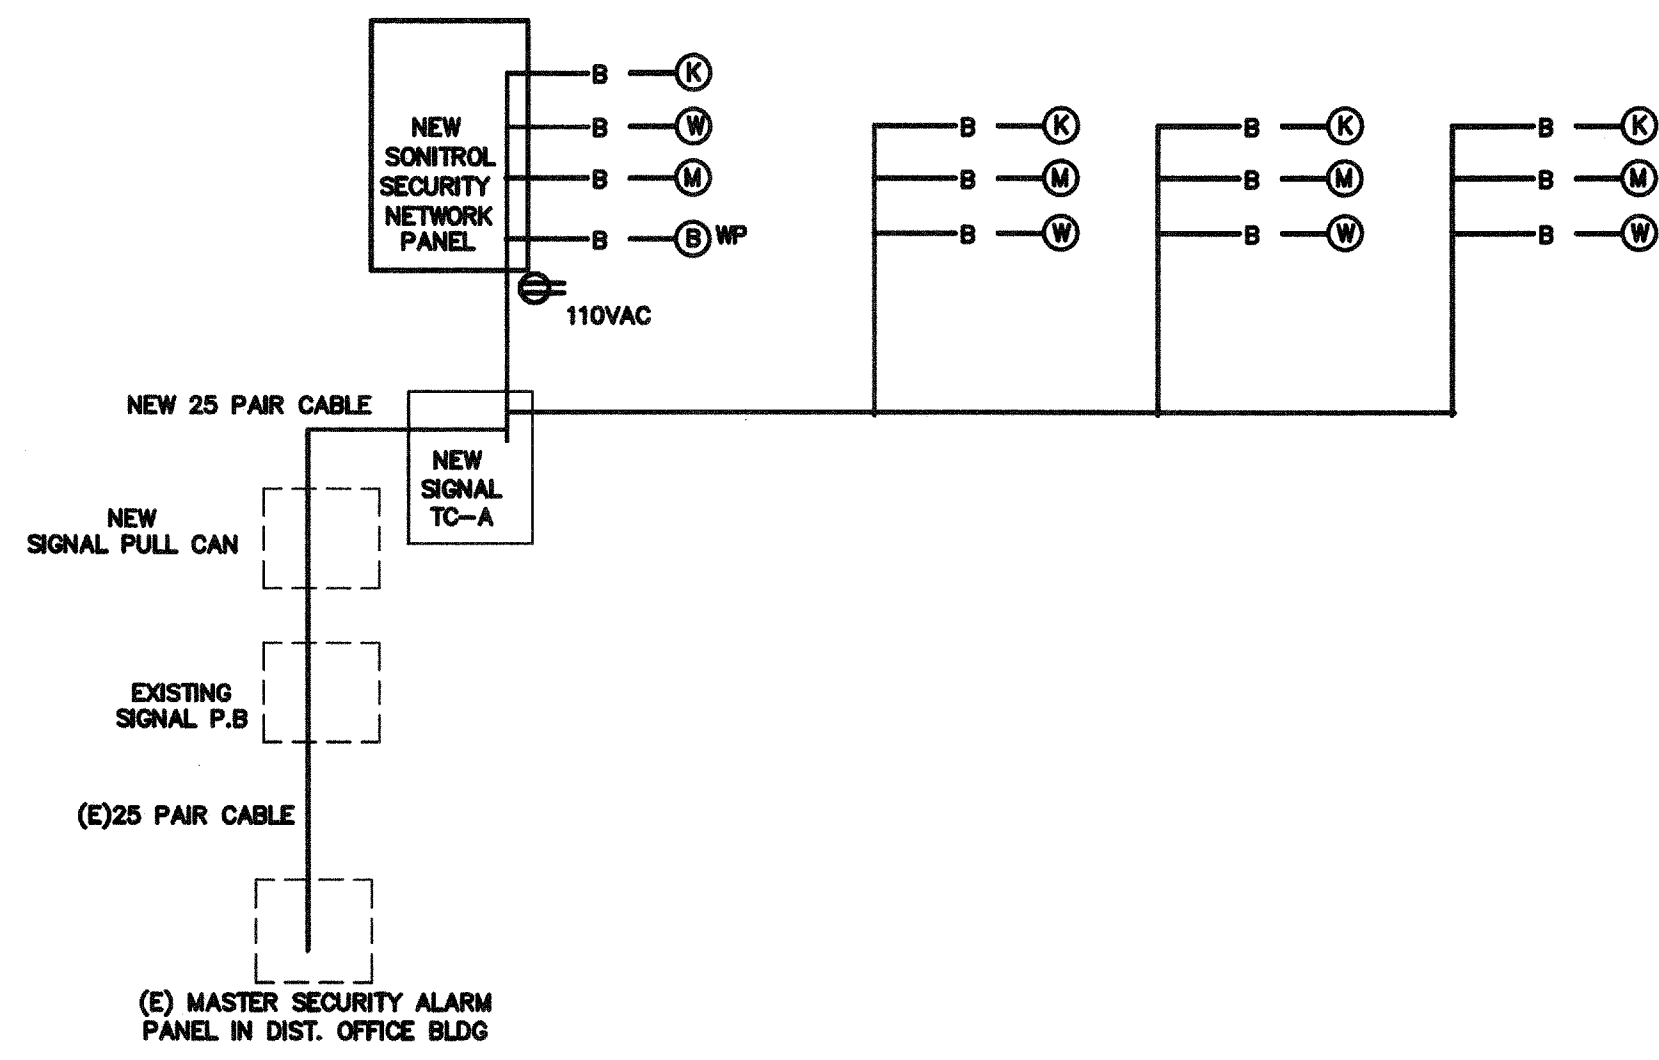 B K
NEW
SONITROL
SECURITY
NETWORK
PANEL
B W
B M
B B WP
110VAC
B K
B M
B W
B K
B M
B W
B K
B M
B W
NEW 25 PAIR CABLE
NEW
SIGNAL
TC-A
NEW
SIGNAL PULL CAN
EXISTING
SIGNAL P.B
(E)25 PAIR CABLE
(E) MASTER SECURITY ALARM
PANEL IN DIST. OFFICE BLDG